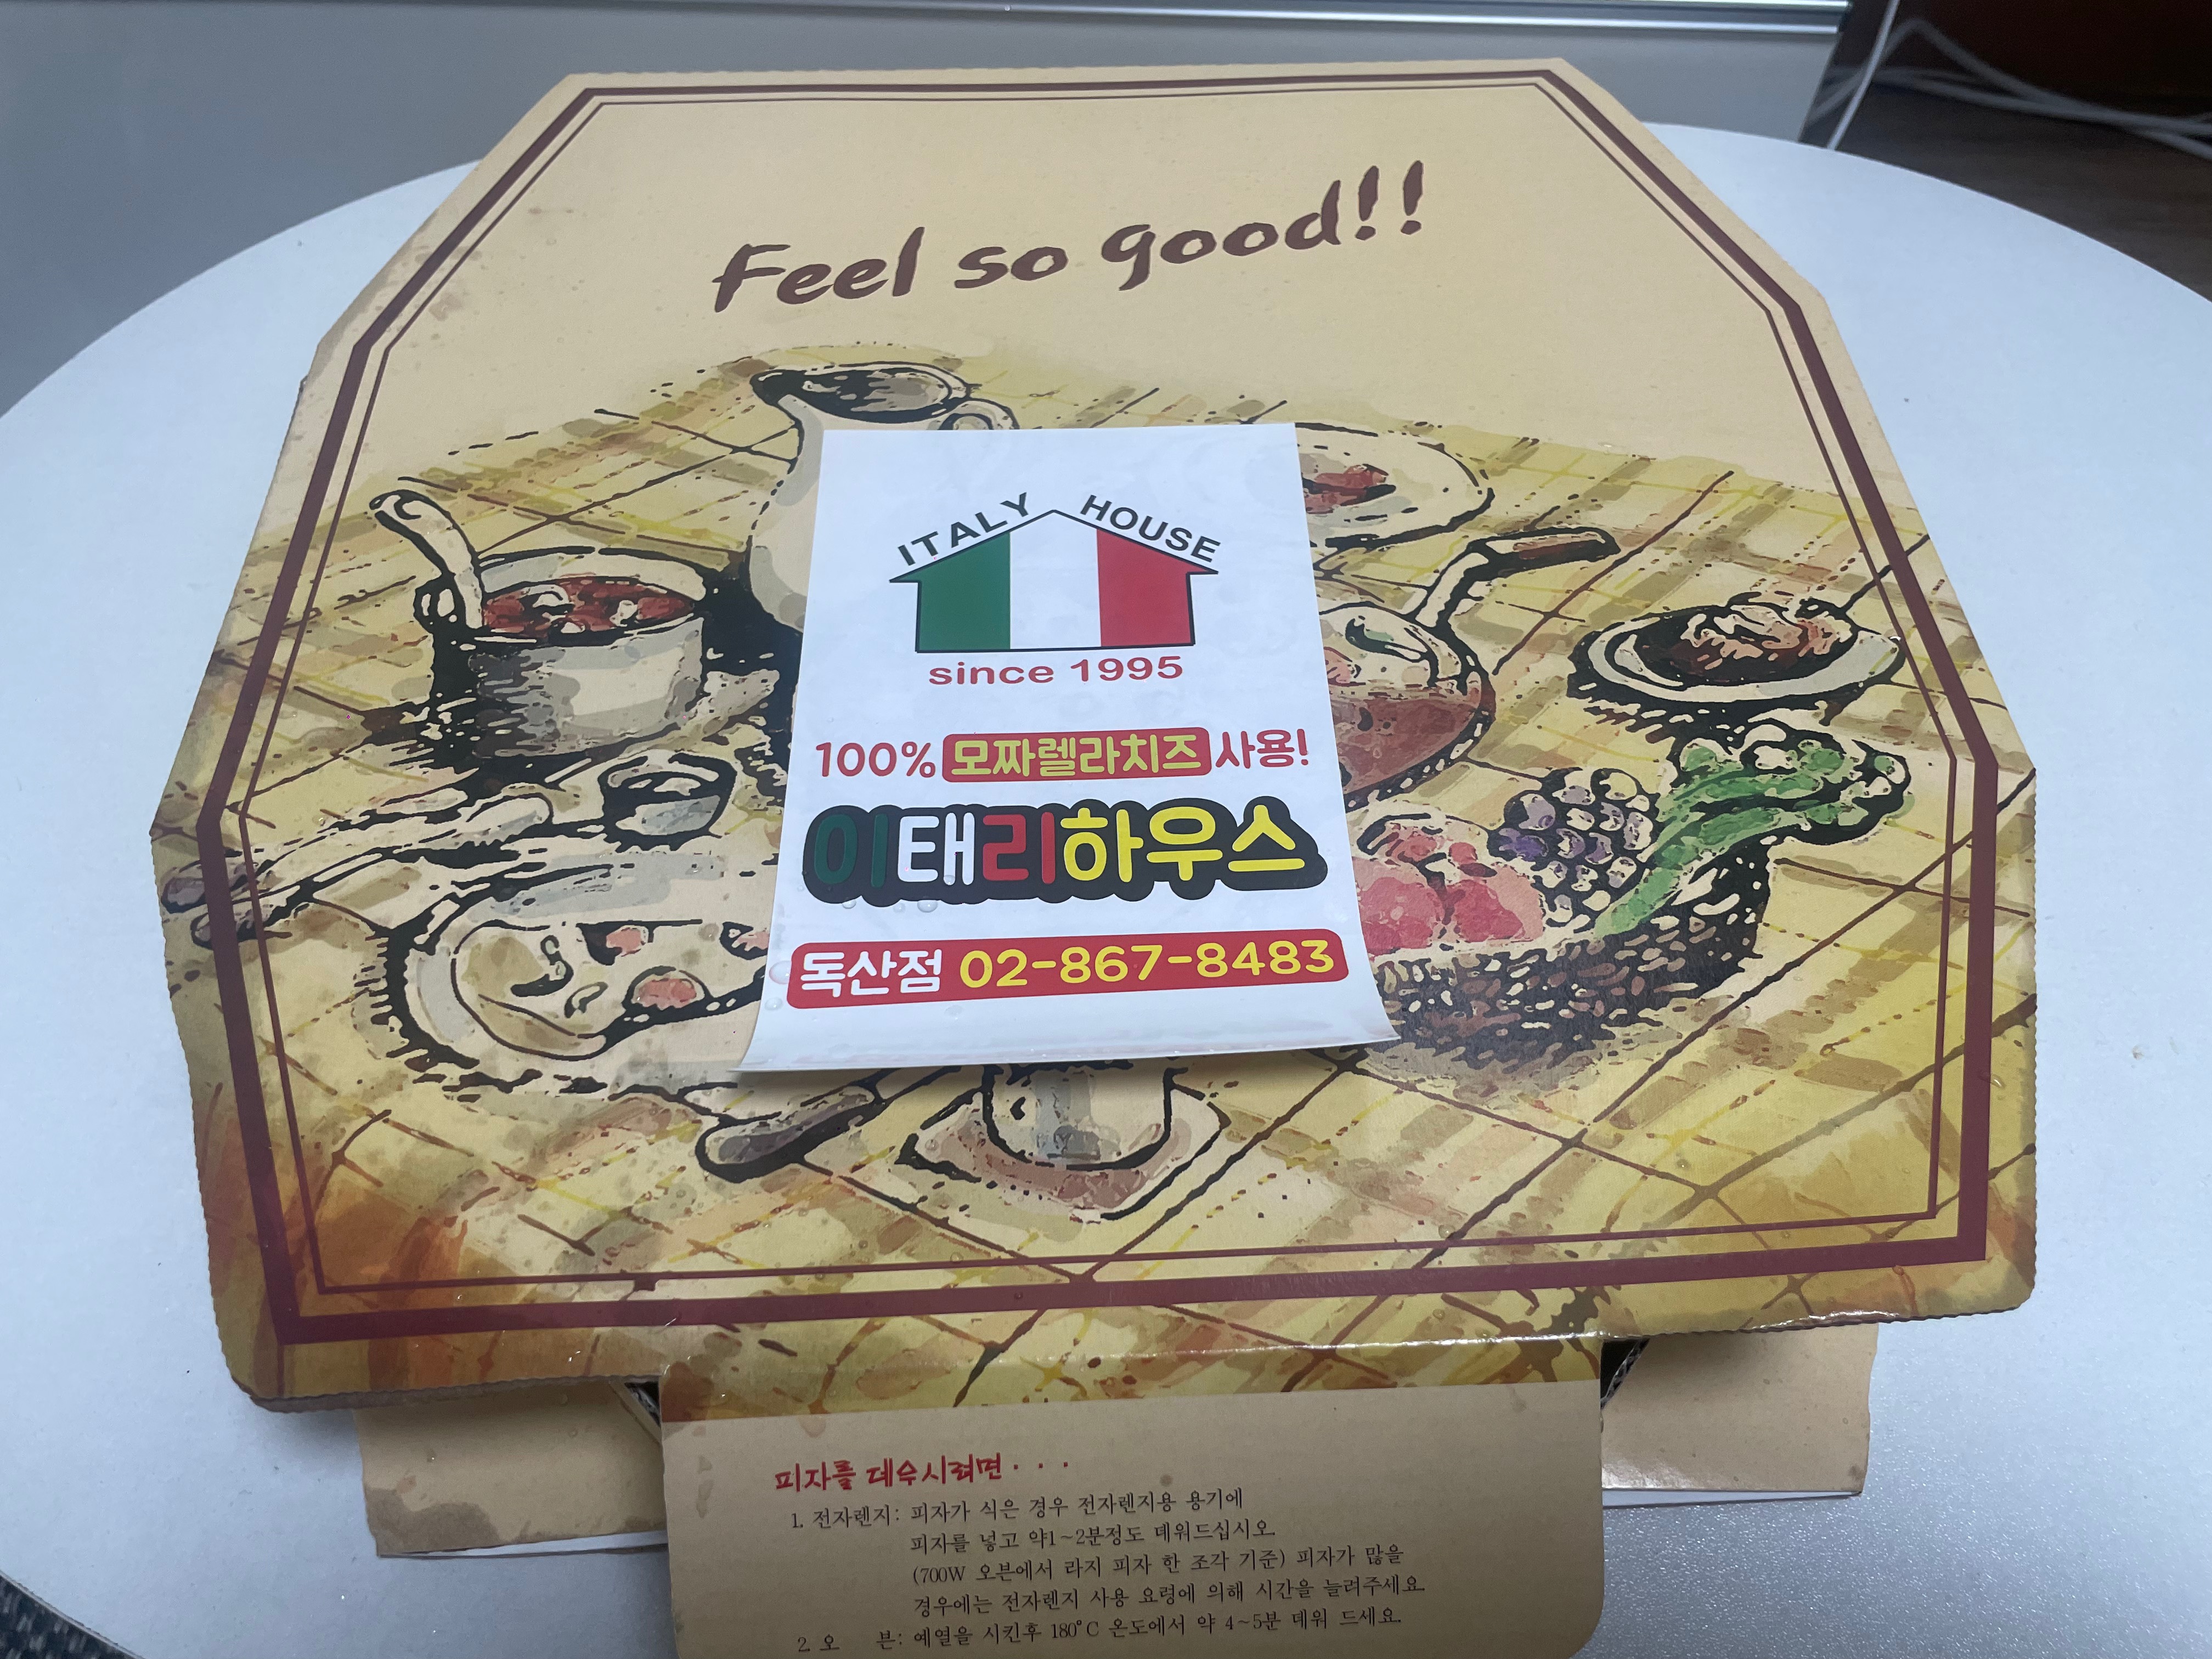 Feel so good!!
ITALY HOUSE
since 1995
100% 모짜렐라치즈 사용!
이태리하우스
독산점 02-867-8483
피자를 데우시려면 · · ·
1. 전자렌지: 피자가 식은 경우 전자렌지용 용기에
피자를 넣고 약1~2분정도 데워드십시오.
(700W 오븐에서 라지 피자 한 조각 기준) 피자가 많을
경우에는 전자렌지 사용 요령에 의해 시간을 늘려주세요.
2. 오 븐: 예열을 시킨후 180°C 온도에서 약 4~5분 데워 드세요.